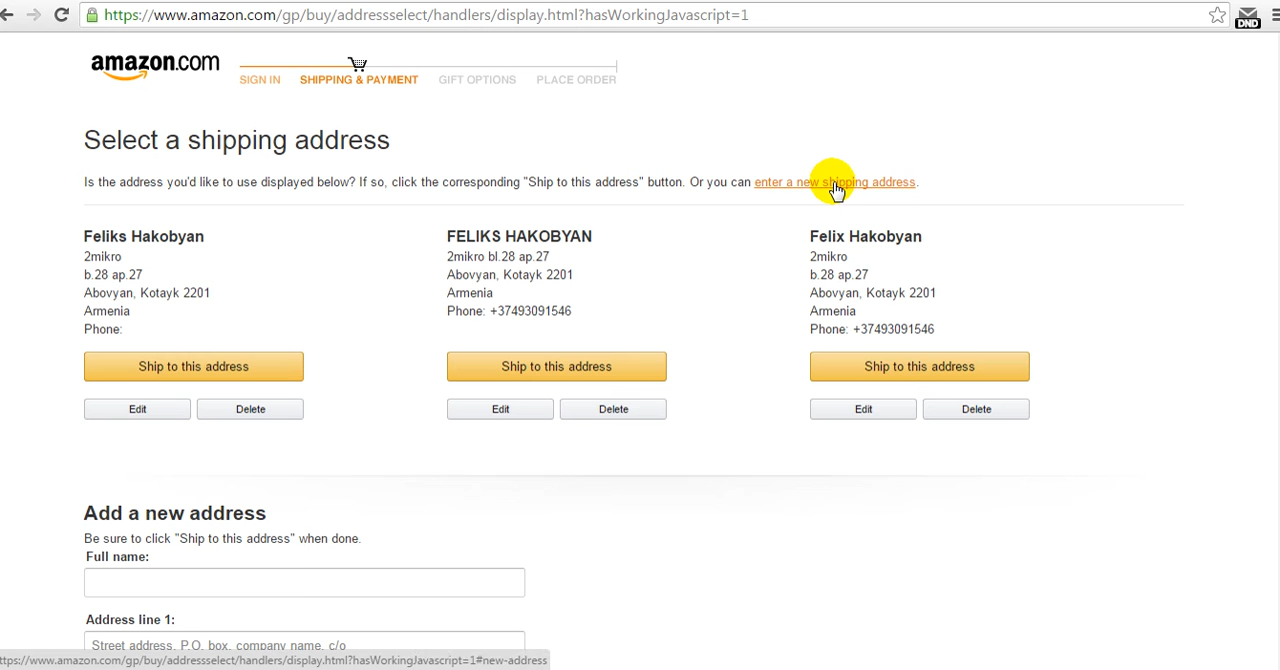 https://www.amazon.com/gp/buy/addressselect/handlers/display.html?hasWorkingJavascript=1
DND
amazon.com
SIGN IN SHIPPING & PAYMENT GIFT OPTIONS PLACE ORDER
Select a shipping address
Is the address you'd like to use displayed below? If so, click the corresponding "Ship to this address" button. Or you can enter a new shipping address.
Feliks Hakobyan
2mikro
b.28 ap.27
Abovyan, Kotayk 2201
Armenia
Phone:
Ship to this address
Edit Delete
FELIKS HAKOBYAN
2mikro bl.28 ap.27
Abovyan, Kotayk 2201
Armenia
Phone: +37493091546
Ship to this address
Edit Delete
Felix Hakobyan
2mikro
b.28 ap.27
Abovyan, Kotayk 2201
Armenia
Phone: +37493091546
Ship to this address
Edit Delete
Add a new address
Be sure to click "Ship to this address" when done.
Full name:
Address line 1:
Street address, P.O. box, company name, c/o
ttps://www.amazon.com/gp/buy/addressselect/handlers/display.html?hasWorkingJavascript=1#new-address